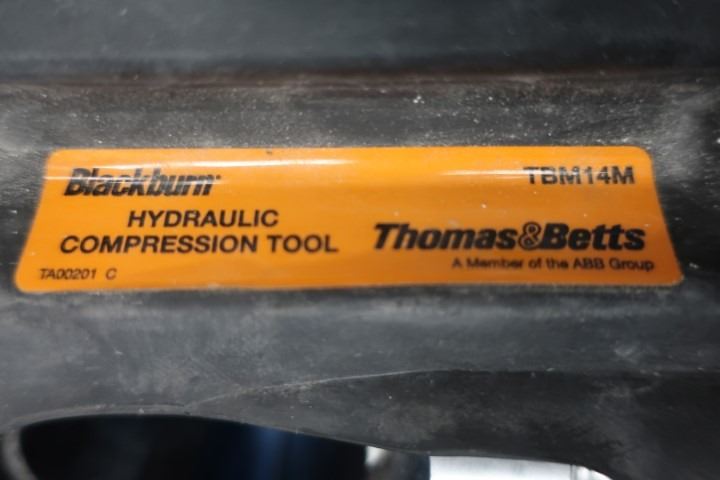 Blackburn
TBM14M
HYDRAULIC
COMPRESSION TOOL
Thomas&Betts
A Member of the ABB Group
TA00201 C